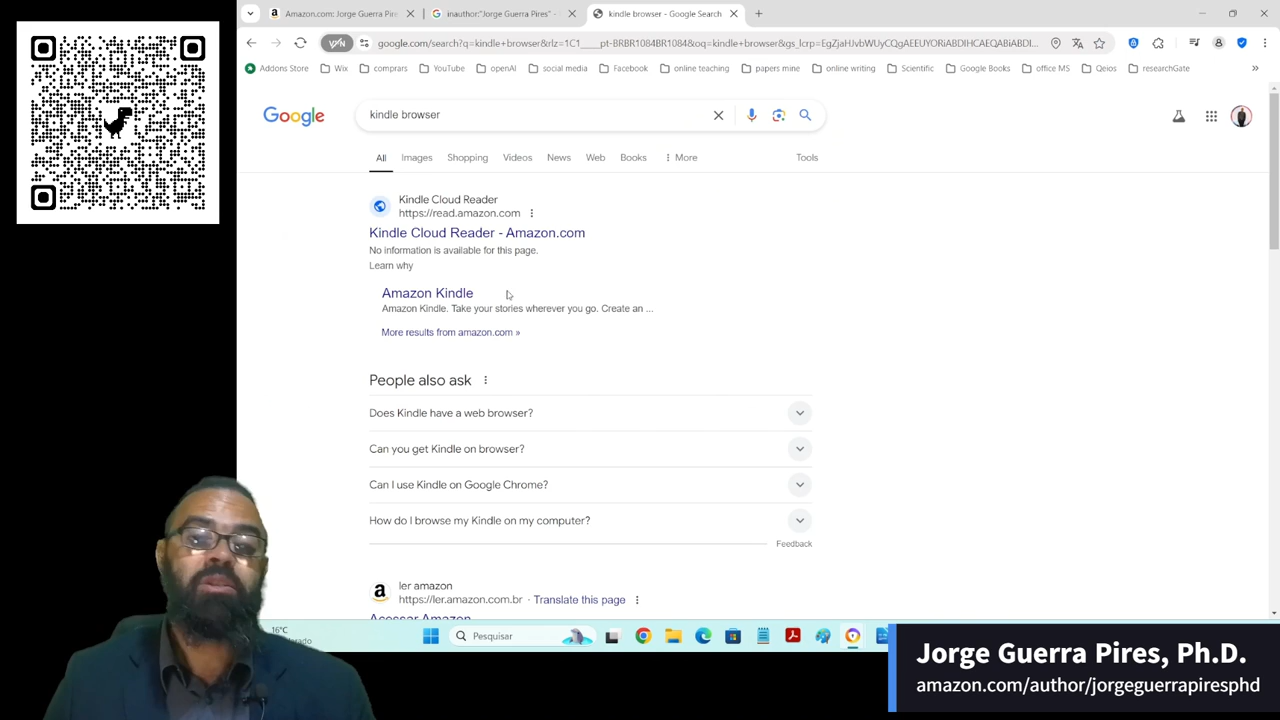 Amazon.com: Jorge Guerra Pire
inauthor:"Jorge Guerra Pires" -
kindle browser - Google Search
VPN
Addons Store
Wix
comprars
YouTube
openAI
social media
Facebook
online teaching
papers mine
online writing
Scientific
Google Books
office MS
Qeios
researchGate
Google
kindle browser
All
Images
Shopping
Videos
News
Web
Books
More
Tools
Kindle Cloud Reader
https://read.amazon.com
Kindle Cloud Reader - Amazon.com
No information is available for this page.
Learn why
Amazon Kindle
Amazon Kindle. Take your stories wherever you go. Create an ...
More results from amazon.com »
People also ask
Does Kindle have a web browser?
Can you get Kindle on browser?
Can I use Kindle on Google Chrome?
How do I browse my Kindle on my computer?
Feedback
ler amazon
https://ler.amazon.com.br · Translate this page
Acessar Amazon
16°C
Pesquisar
Jorge Guerra Pires, Ph.D.
amazon.com/author/jorgeguerrapiresphd